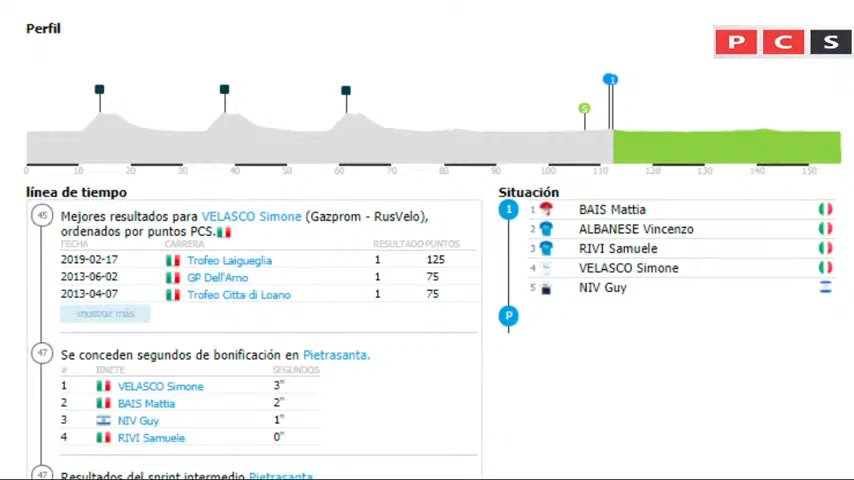 Perfil
P C S
1
S
0 10 20 30 40 50 60 70 80 90 100 110 120 130 140 150
línea de tiempo
45
Mejores resultados para VELASCO Simone (Gazprom - RusVelo),
ordenados por puntos PCS.
FECHA CARRERA RESULTADO PUNTOS
2019-02-17 Trofeo Laigueglia 1 125
2013-06-02 GP Dell'Arno 1 75
2013-04-07 Trofeo Citta di Loano 1 75
mostrar más
47
Se conceden segundos de bonificación en Pietrasanta.
# JINETE SEGUNDOS
1 VELASCO Simone 3"
2 BAIS Mattia 2"
3 NIV Guy 1"
4 RIVI Samuele 0"
47
Resultados del sprint intermedio Pietrasanta
Situación
1
1 BAIS Mattia
2 ALBANESE Vincenzo
3 RIVI Samuele
4 VELASCO Simone
5 NIV Guy
P